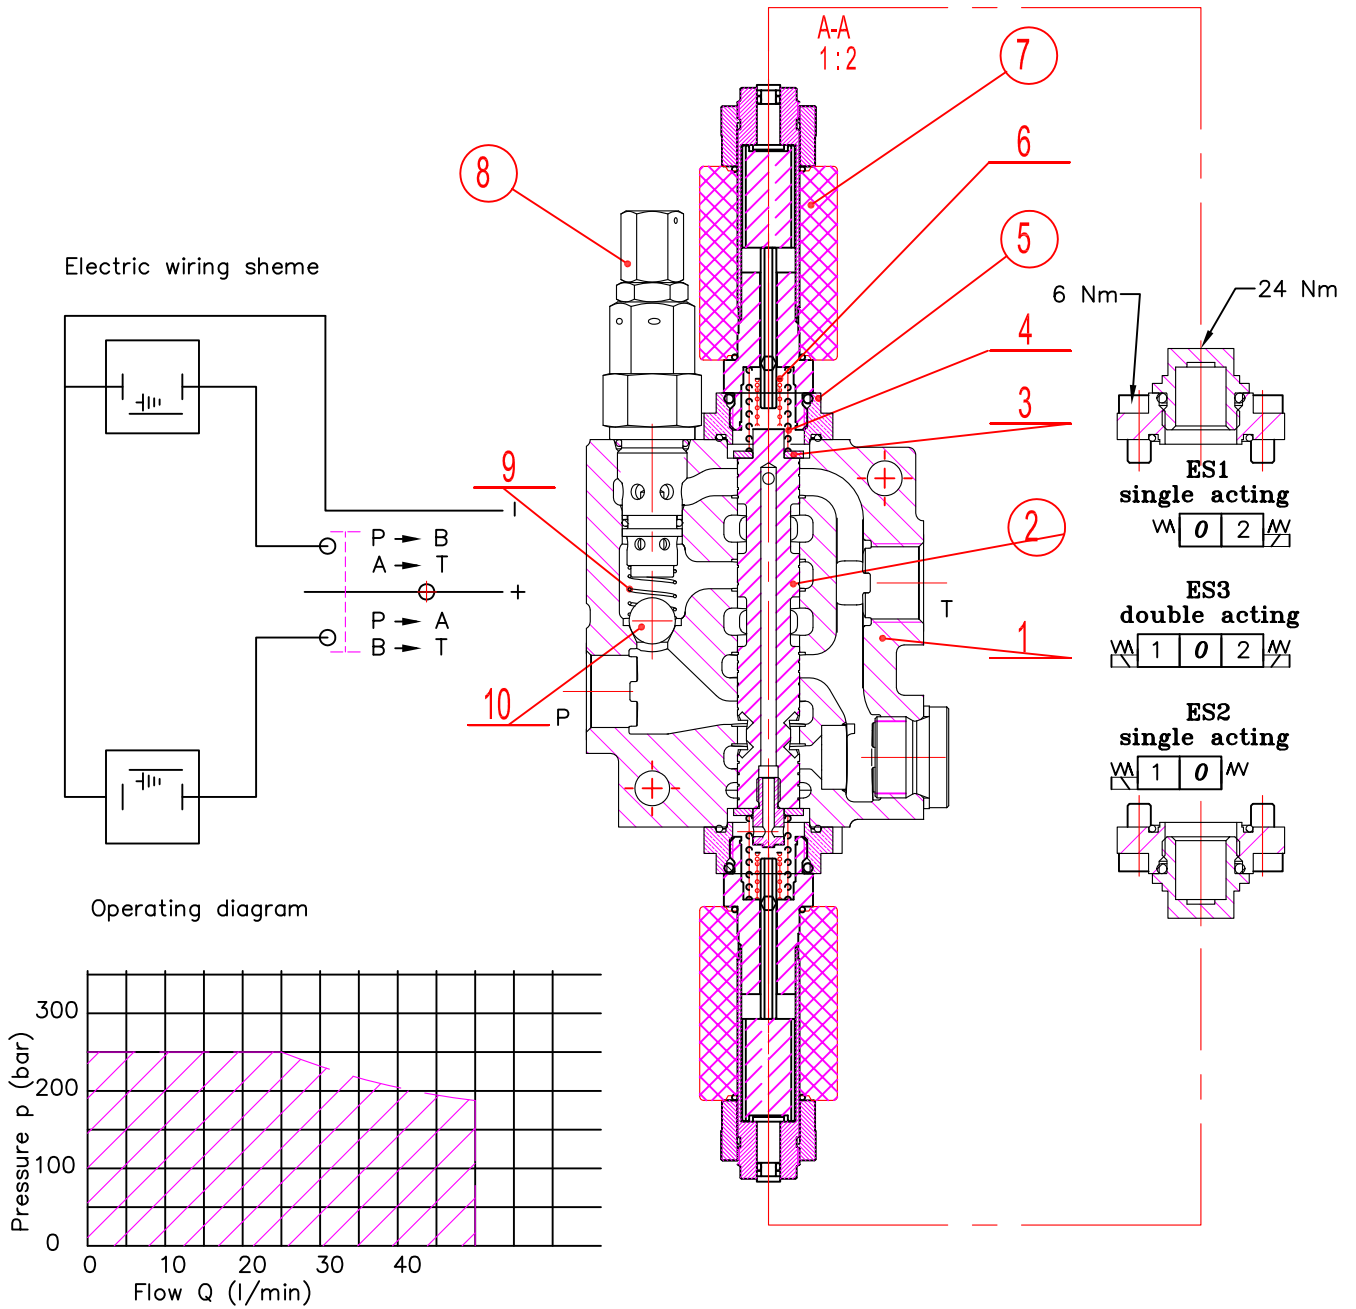 A-A
1:2
7
6
8
5
Electric wiring sheme
6 Nm
24 Nm
4
3
9
ES1
single acting
0 2
2
P → B
A → T
+
P → A
B → T
T
ES3
double acting
1 0 2
1
10
P
ES2
single acting
1 0
Operating diagram
Pressure p (bar)
300
200
100
0
0 10 20 30 40
Flow Q (l/min)